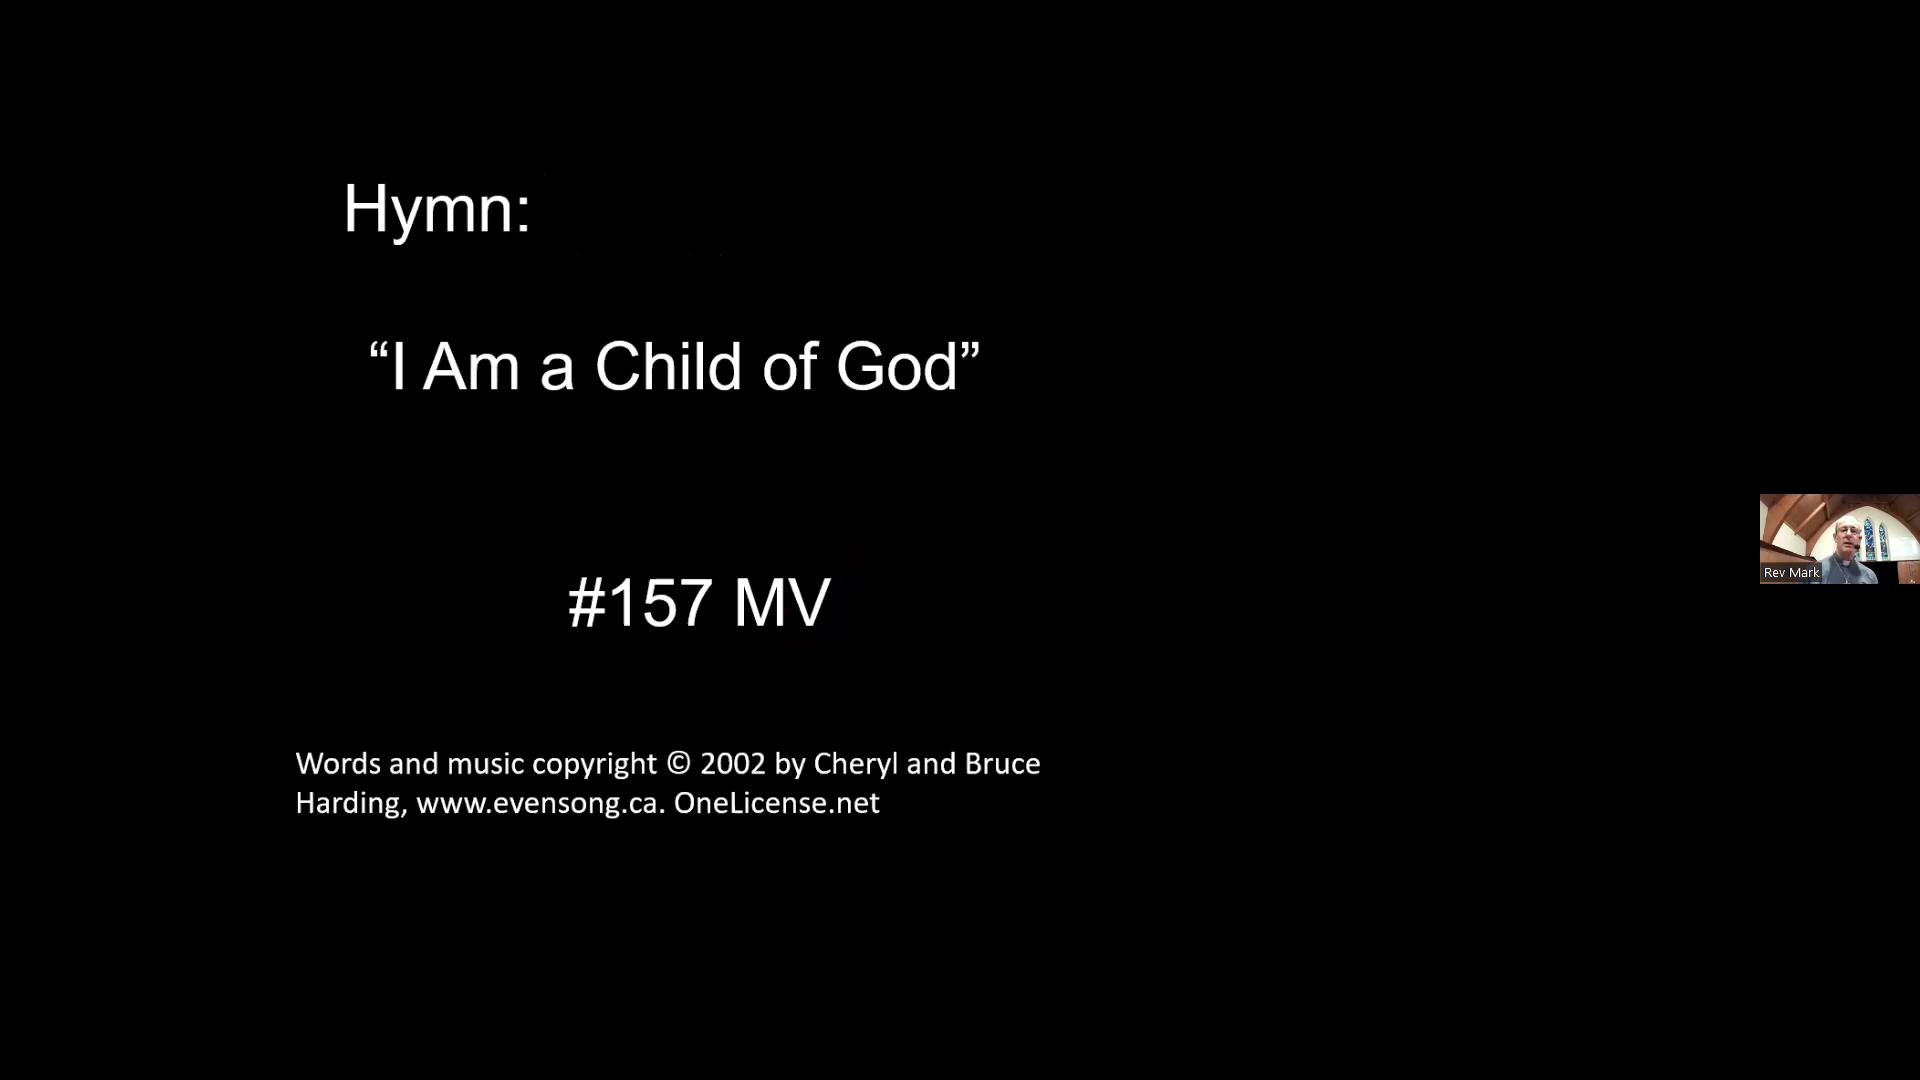 Hymn:
“I Am a Child of God”
#157 MV
Words and music copyright © 2002 by Cheryl and Bruce
Harding, www.evensong.ca. OneLicense.net
Rev Mark